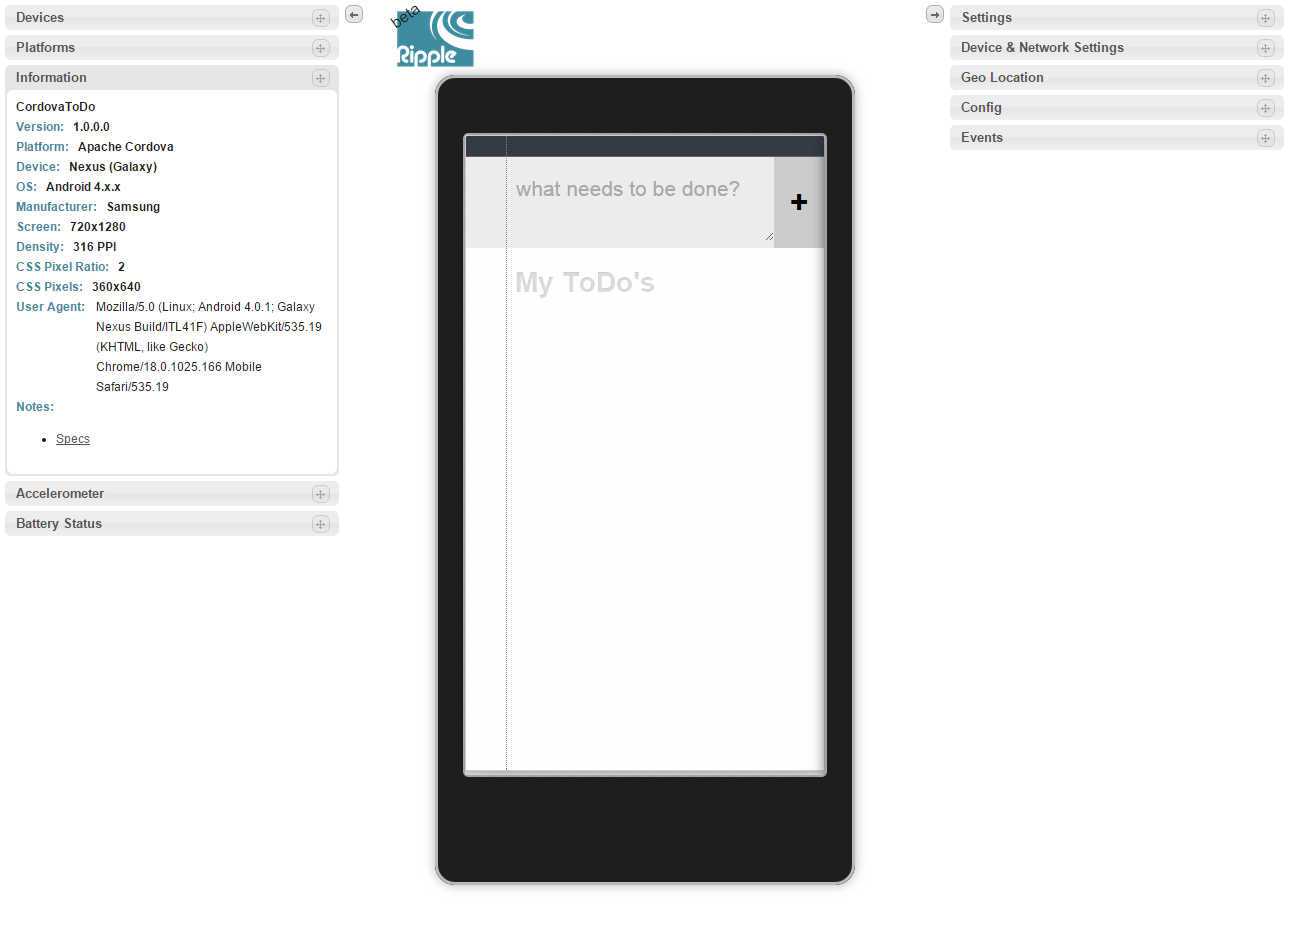 Devices
Platforms
Information
CordovaToDo
Version: 1.0.0.0
Platform: Apache Cordova
Device: Nexus (Galaxy)
OS: Android 4.x.x
Manufacturer: Samsung
Screen: 720x1280
Density: 316 PPI
CSS Pixel Ratio: 2
CSS Pixels: 360x640
User Agent: Mozilla/5.0 (Linux; Android 4.0.1; Galaxy
Nexus Build/ITL41F) AppleWebKit/535.19
(KHTML, like Gecko)
Chrome/18.0.1025.166 Mobile
Safari/535.19
Notes:
Specs
Accelerometer
Battery Status
beta
Ripple
what needs to be done?
+
My ToDo's
Settings
Device & Network Settings
Geo Location
Config
Events